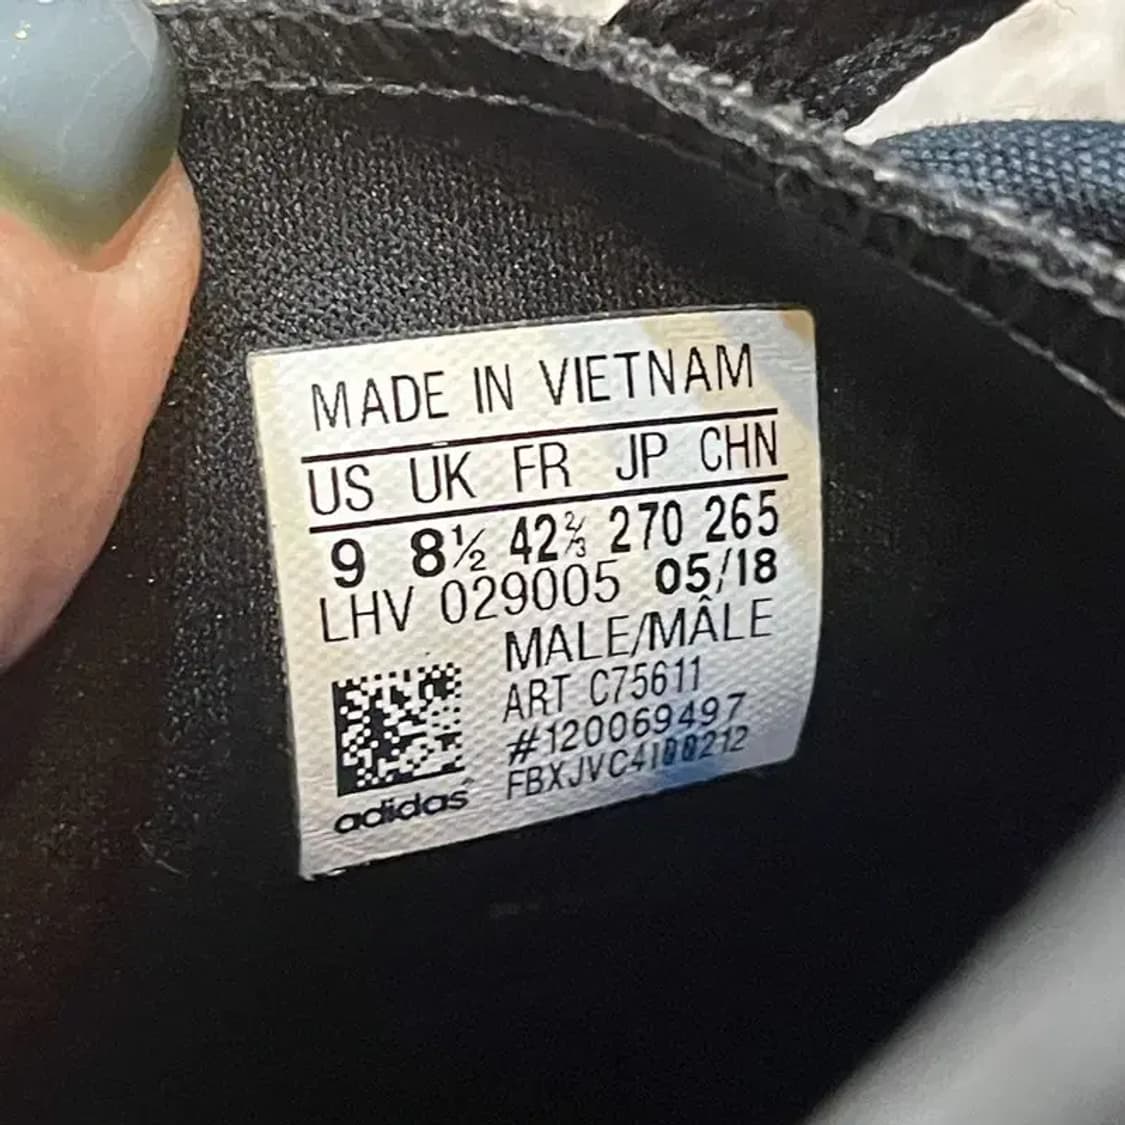 MADE IN VIETNAM
US UK FR JP CHN
9 8½ 42⅔ 270 265
LHV 029005 05/18
MALE/MÂLE
ART C75611
#120069497
FBXJVC4100212
adidas